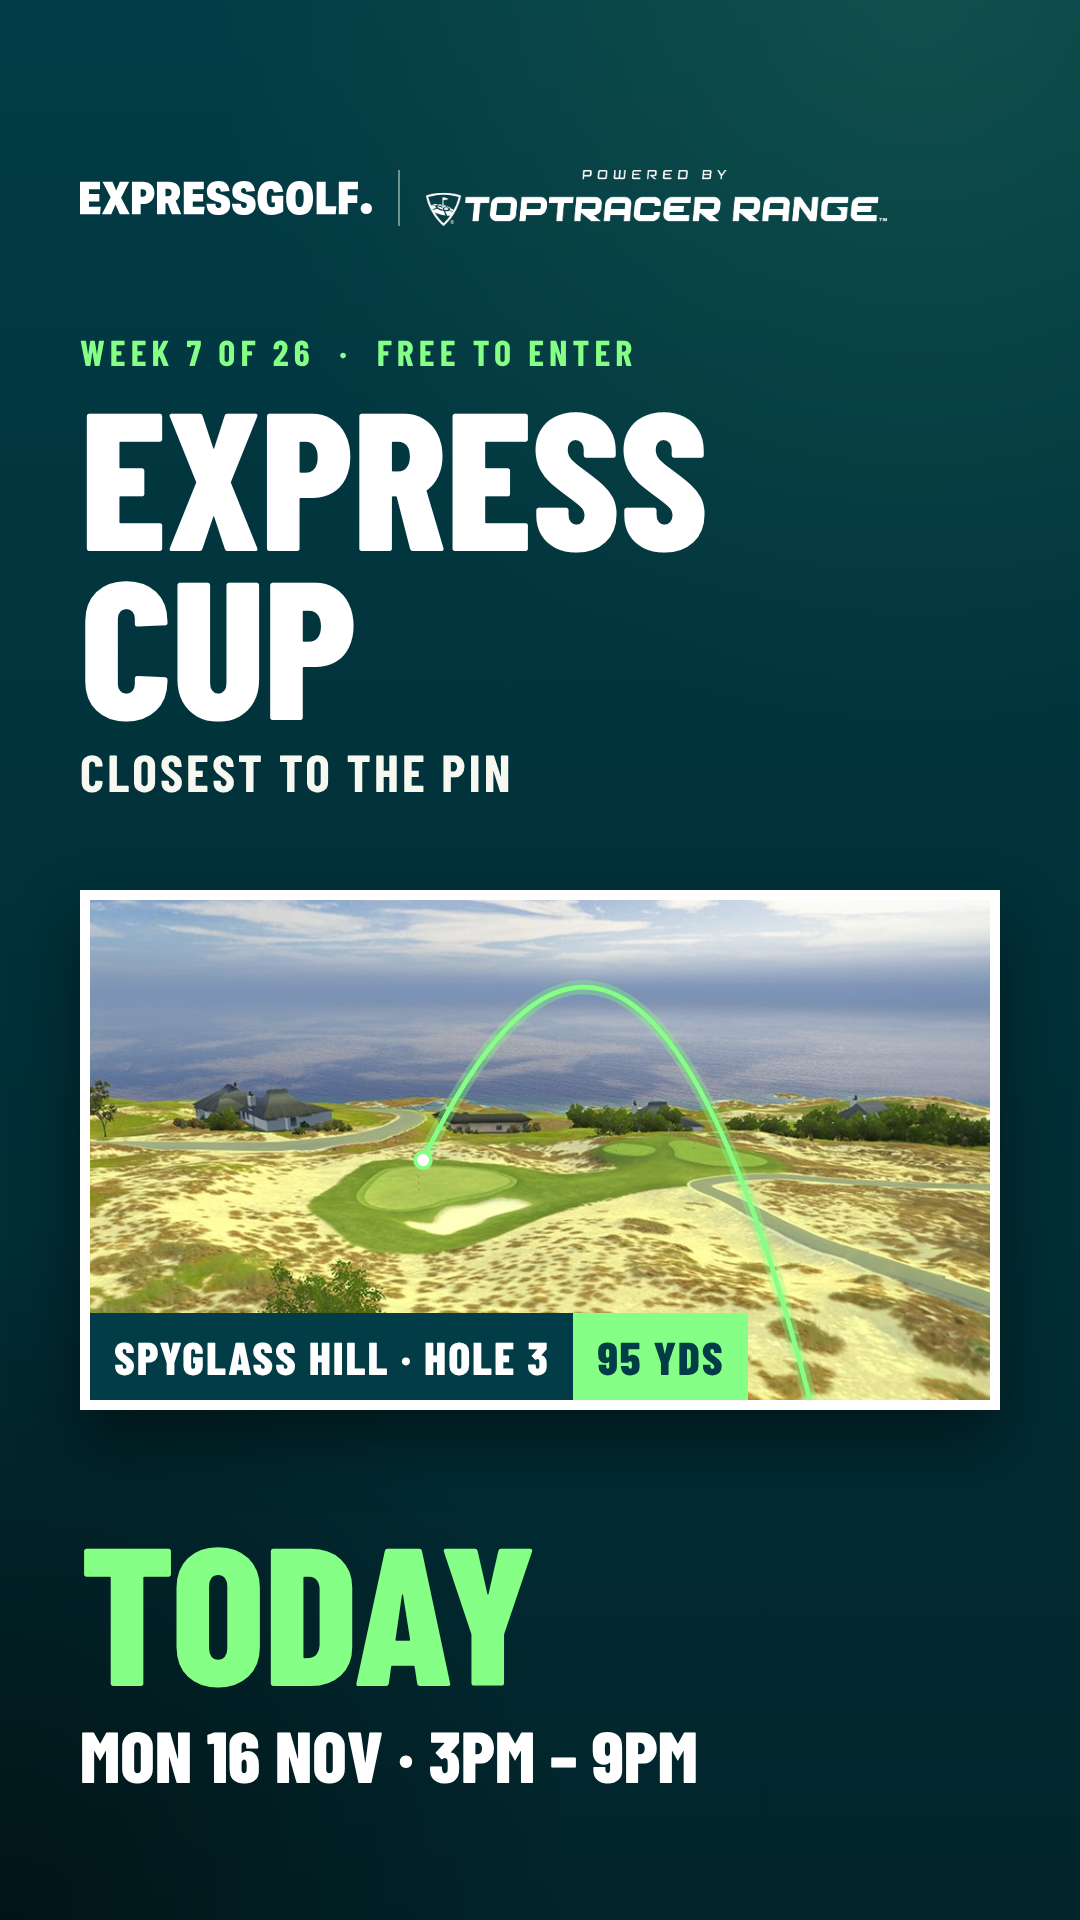 EXPRESSGOLF.
POWERED BY
TOPTRACER RANGE™
WEEK 7 OF 26 · FREE TO ENTER
EXPRESS
CUP
CLOSEST TO THE PIN
SPYGLASS HILL · HOLE 3
95 YDS
TODAY
MON 16 NOV · 3PM – 9PM